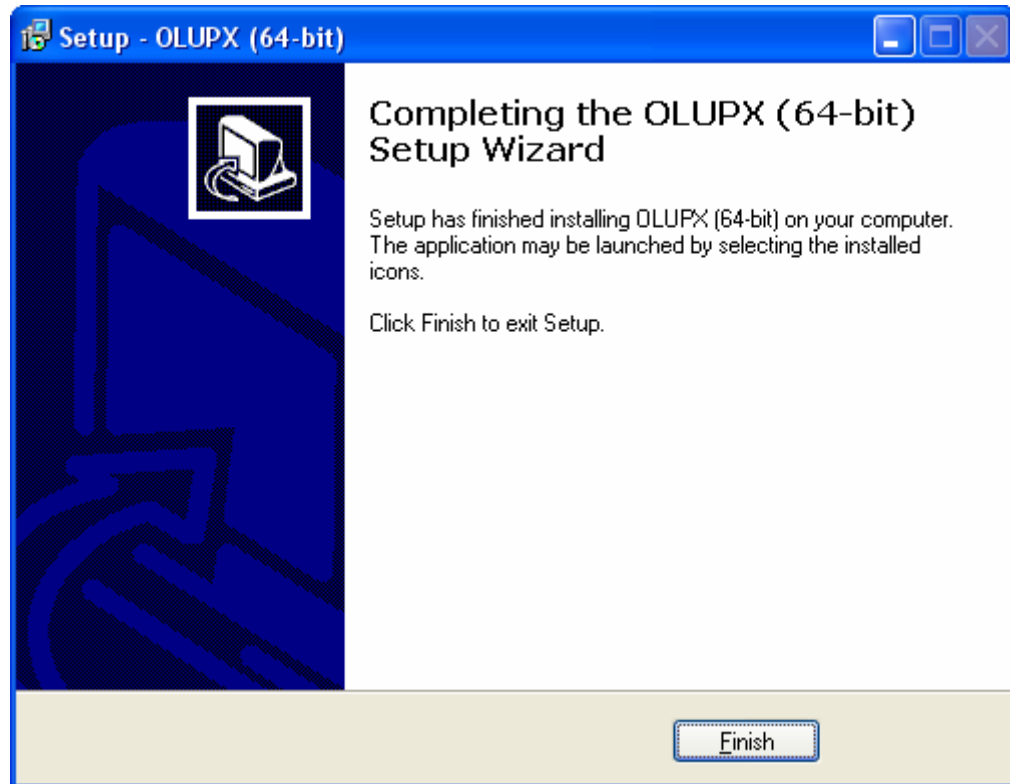 Setup - OLUPX (64-bit)
Completing the OLUPX (64-bit)
Setup Wizard
Setup has finished installing OLUPX (64-bit) on your computer.
The application may be launched by selecting the installed
icons.
Click Finish to exit Setup.
Finish